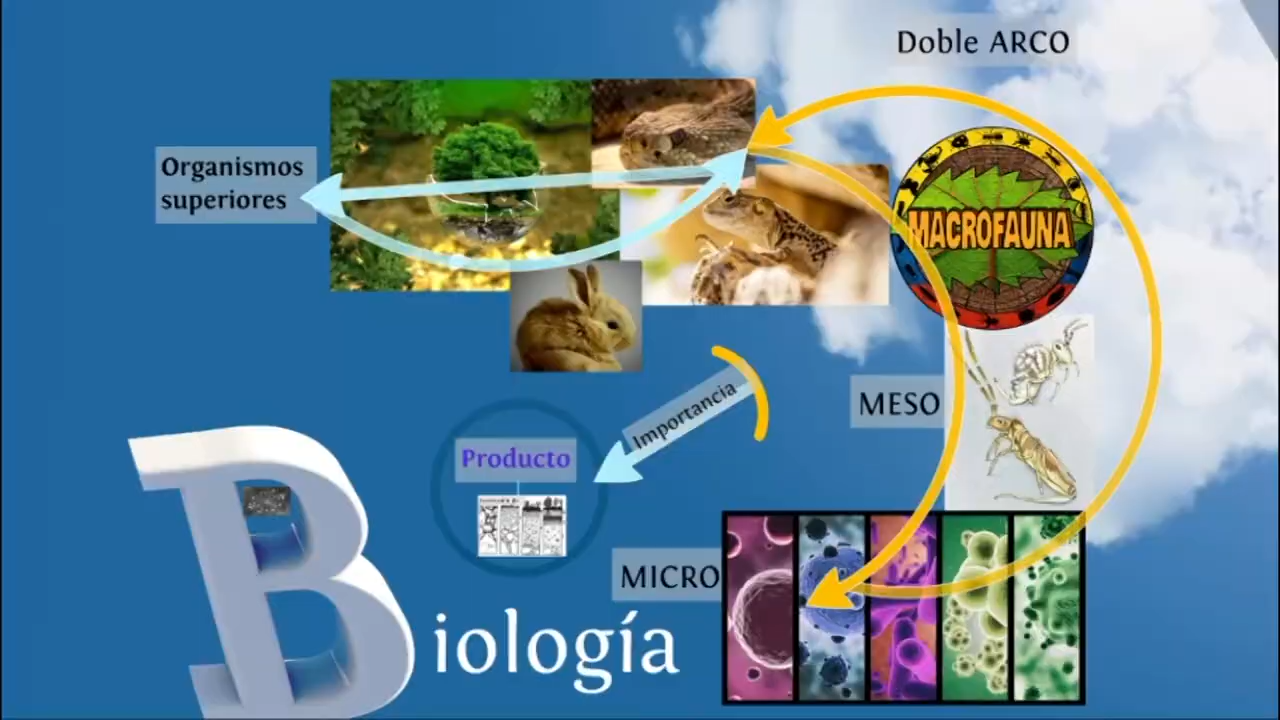 Doble ARCO
Organismos
superiores
MACROFAUNA
Importancia
MESO
Producto
MICRO
Biología